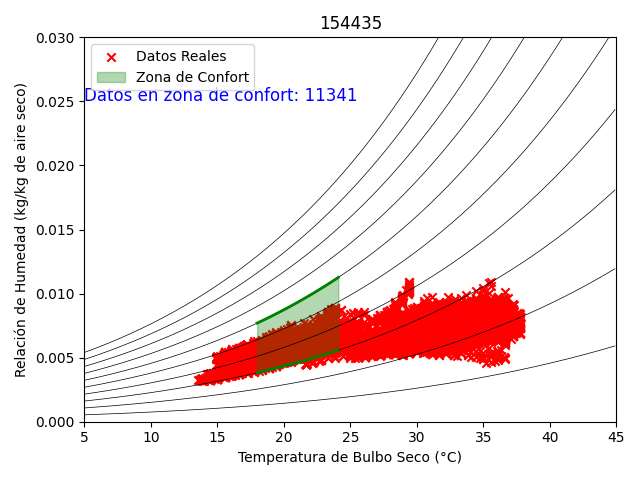 154435
Datos Reales
Zona de Confort
Datos en zona de confort: 11341
Relación de Humedad (kg/kg de aire seco)
0.030
0.025
0.020
0.015
0.010
0.005
0.000
5 10 15 20 25 30 35 40 45
Temperatura de Bulbo Seco (°C)